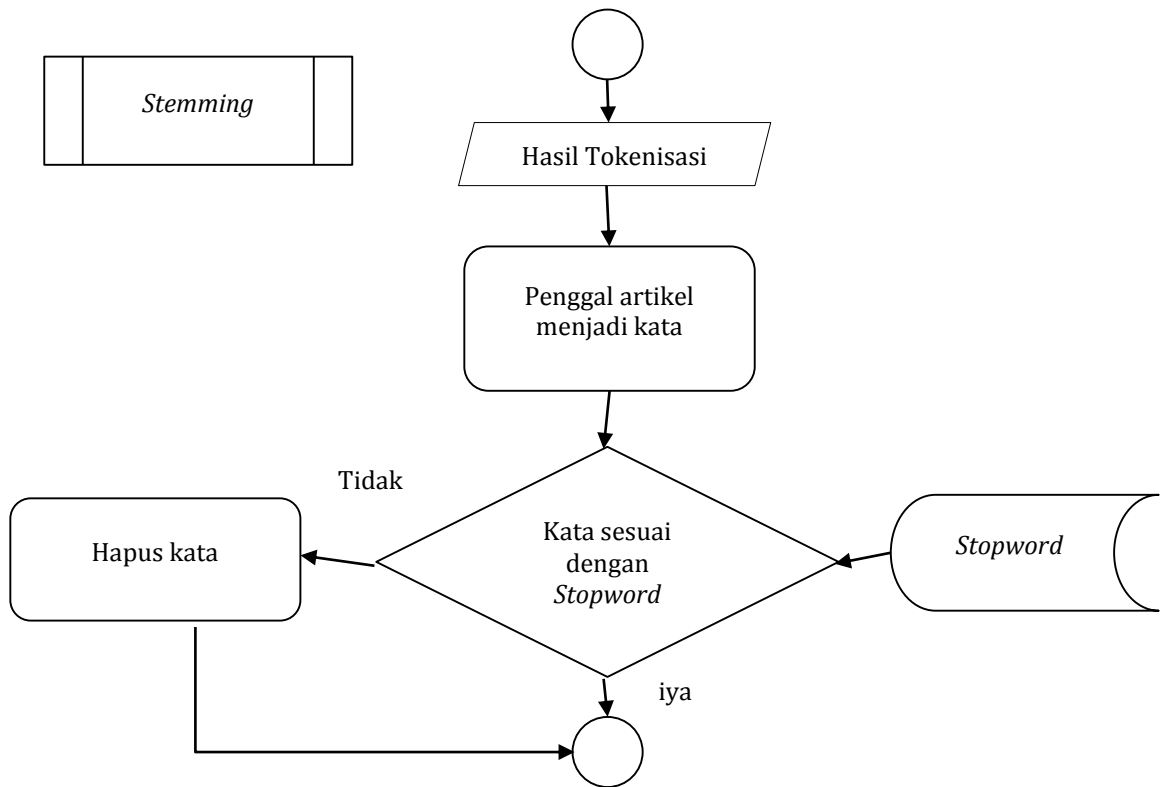 Stemming
Hasil Tokenisasi
Penggal artikel
menjadi kata
Tidak
Hapus kata
Kata sesuai
dengan
Stopword
Stopword
iya